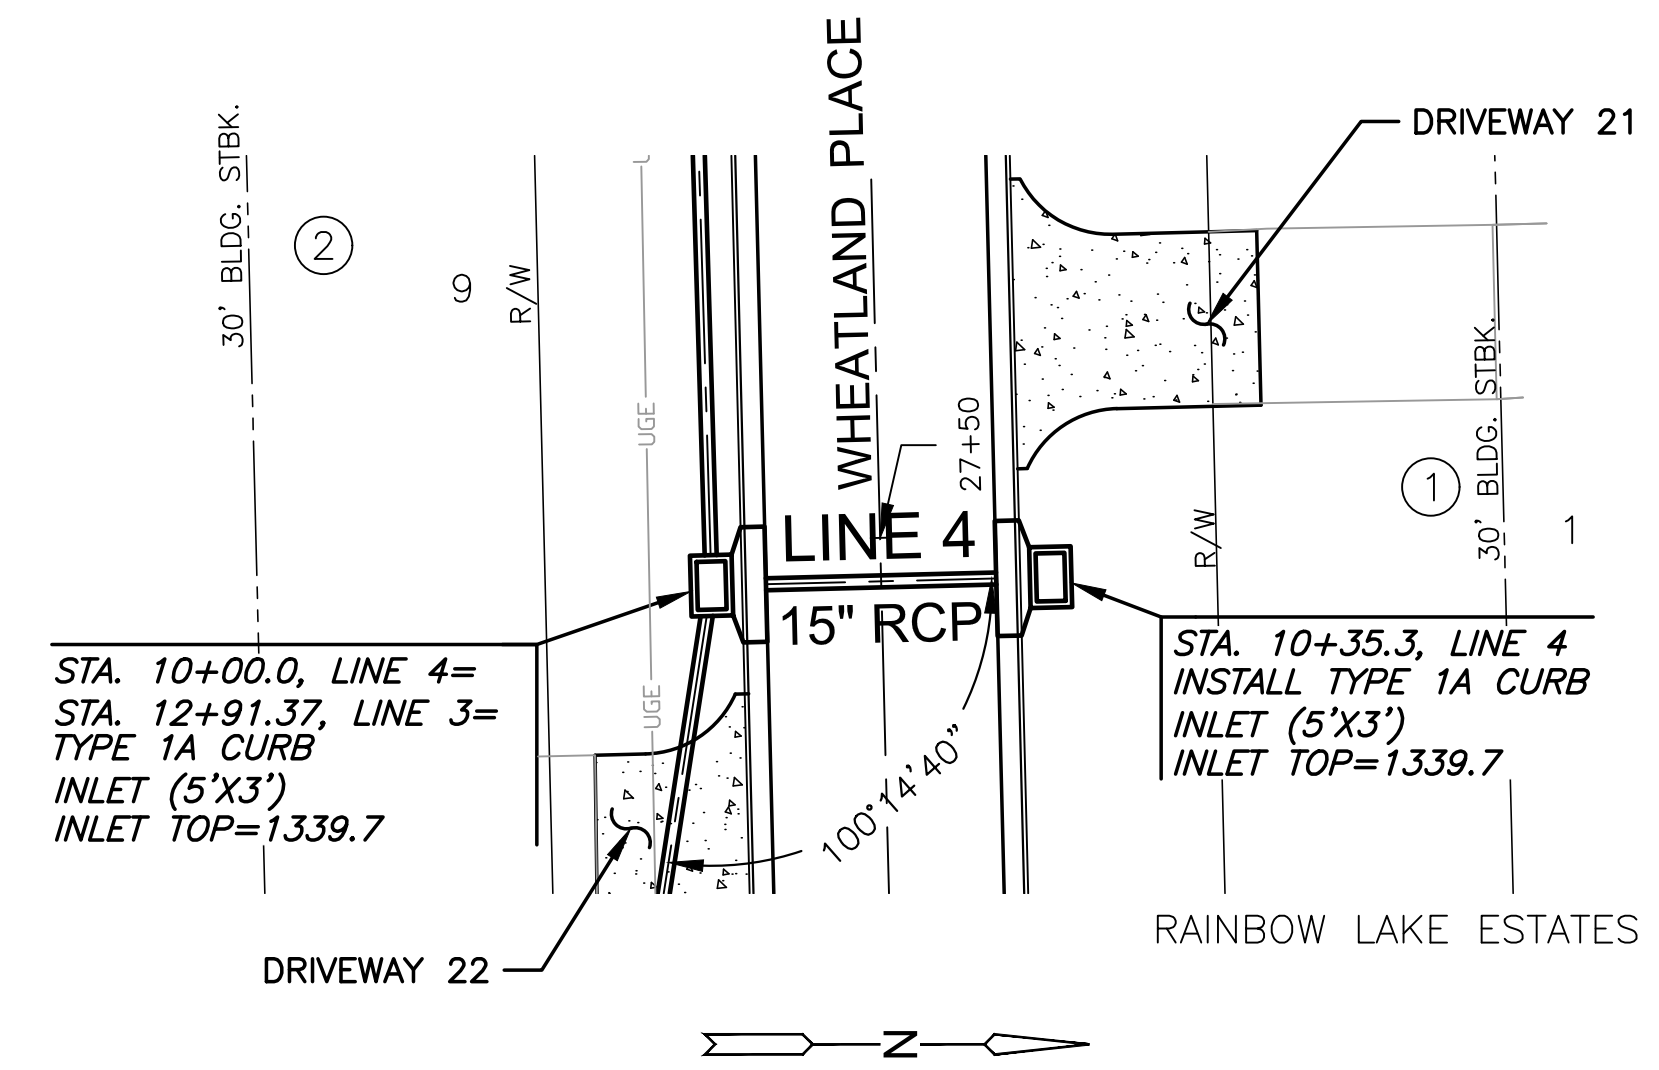 WHEATLAND PLACE
30' BLDG. STBK.
2
9
R/W
UGE
DRIVEWAY 21
27+50
30' BLDG. STBK.
1
1
R/W
LINE 4
15" RCP
STA. 10+00.0, LINE 4=
STA. 12+91.37, LINE 3=
TYPE 1A CURB
INLET (5'X3')
INLET TOP=1339.7
UGE
STA. 10+35.3, LINE 4
INSTALL TYPE 1A CURB
INLET (5'X3')
INLET TOP=1339.7
100°14'40"
DRIVEWAY 22
RAINBOW LAKE ESTATES
N